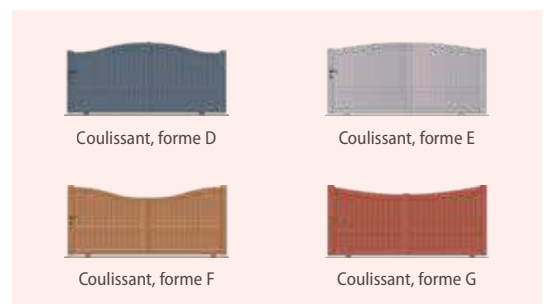 Coulissant, forme D
Coulissant, forme E
Coulissant, forme F
Coulissant, forme G